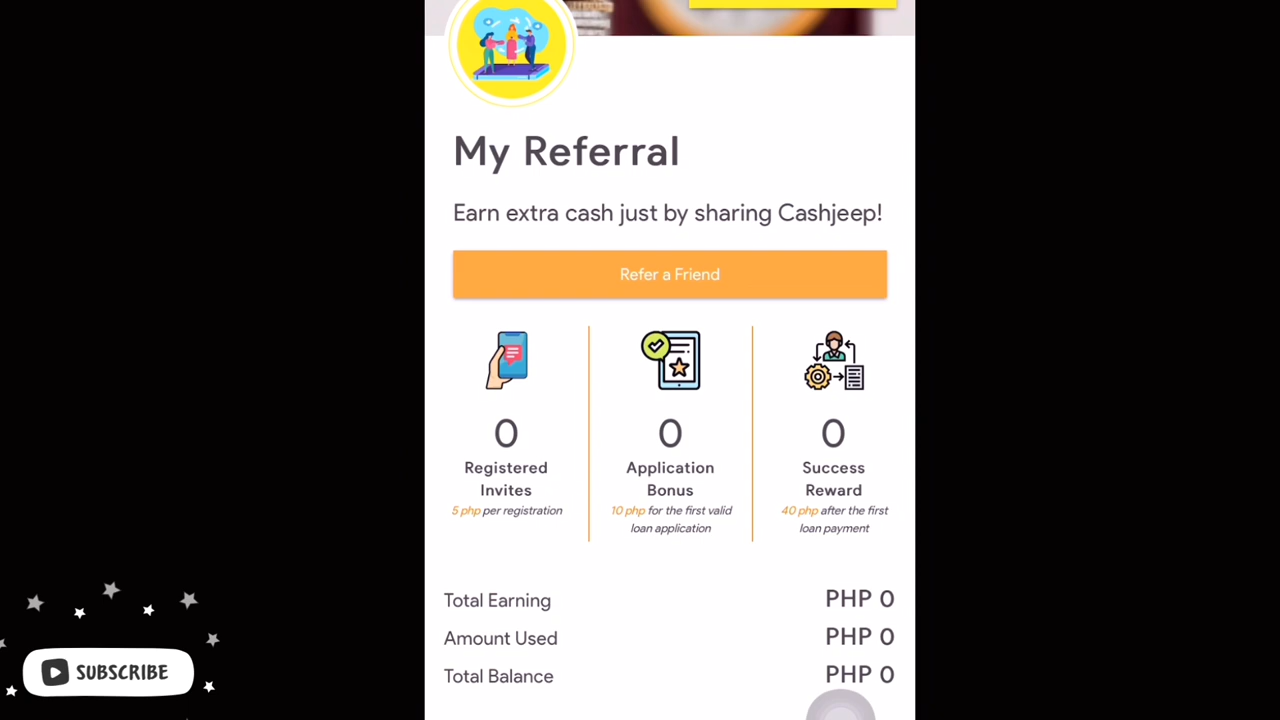 My Referral
Earn extra cash just by sharing Cashjeep!
Refer a Friend
0
Registered
Invites
5 php per registration
0
Application
Bonus
10 php for the first valid
loan application
0
Success
Reward
40 php after the first
loan payment
Total Earning PHP 0
Amount Used PHP 0
Total Balance PHP 0
SUBSCRIBE